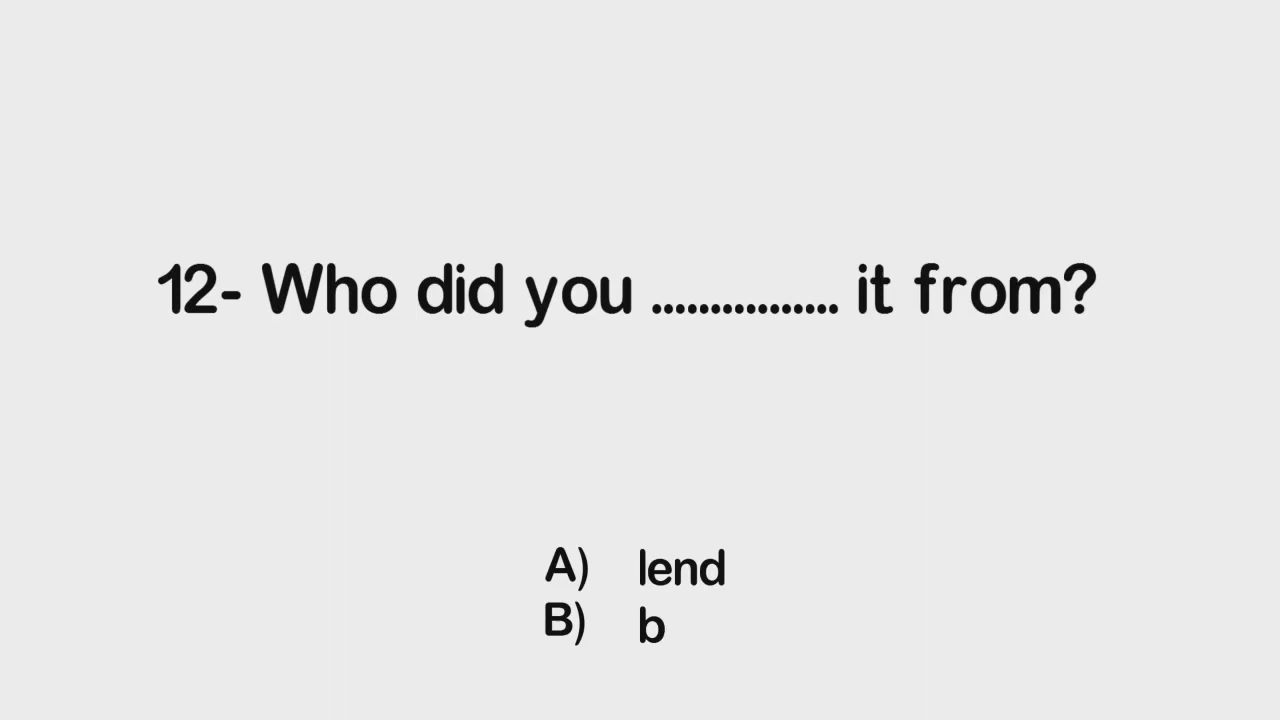 12- Who did you ................ it from?
A) lend
B) b